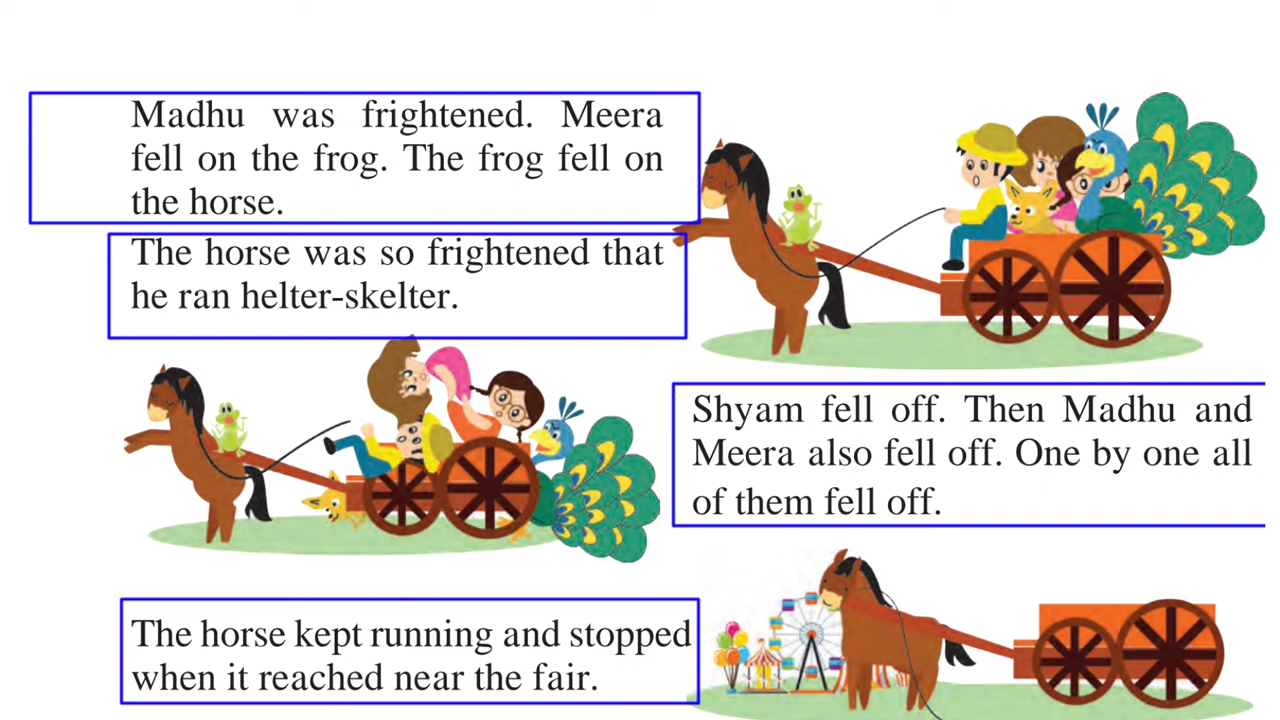 Madhu was frightened. Meera
fell on the frog. The frog fell on
the horse.
The horse was so frightened that
he ran helter-skelter.
Shyam fell off. Then Madhu and
Meera also fell off. One by one all
of them fell off.
The horse kept running and stopped
when it reached near the fair.